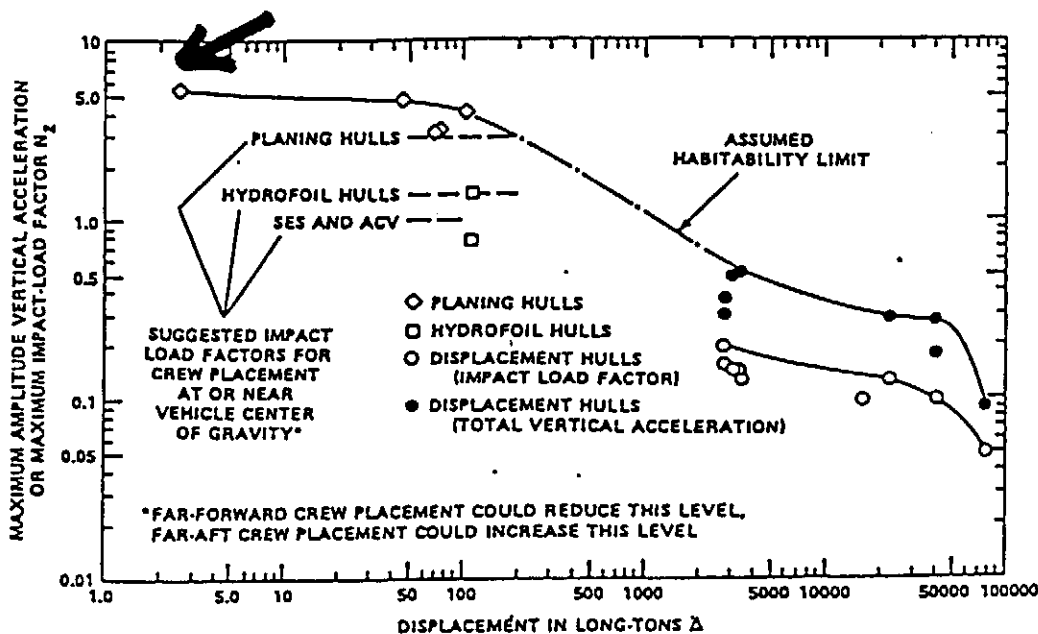 MAXIMUM AMPLITUDE VERTICAL ACCELERATION
OR MAXIMUM IMPACT-LOAD FACTOR NZ
10
5.0
1.0
0.5
0.1
0.05
0.01
PLANING HULLS
HYDROFOIL HULLS
SES AND ACV
SUGGESTED IMPACT
LOAD FACTORS FOR
CREW PLACEMENT
AT OR NEAR
VEHICLE CENTER
OF GRAVITY*
ASSUMED
HABITABILITY LIMIT
PLANING HULLS
HYDROFOIL HULLS
DISPLACEMENT HULLS
(IMPACT LOAD FACTOR)
DISPLACEMENT HULLS
(TOTAL VERTICAL ACCELERATION)
*FAR-FORWARD CREW PLACEMENT COULD REDUCE THIS LEVEL,
FAR-AFT CREW PLACEMENT COULD INCREASE THIS LEVEL
1.0 5 10 50 100 500 1000 5000 10000 50000 100000
DISPLACEMENT IN LONG-TONS Δ